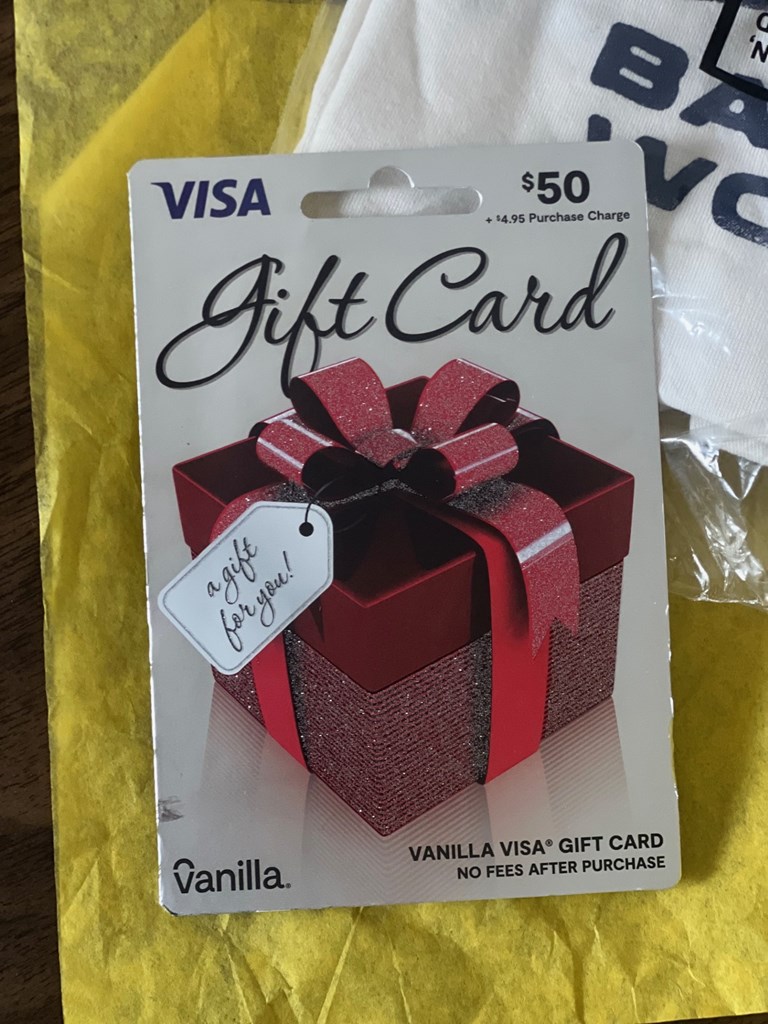 VISA
$50
+ $4.95 Purchase Charge
Gift Card
a gift
for you!
VANILLA VISA® GIFT CARD
NO FEES AFTER PURCHASE
vanilla®